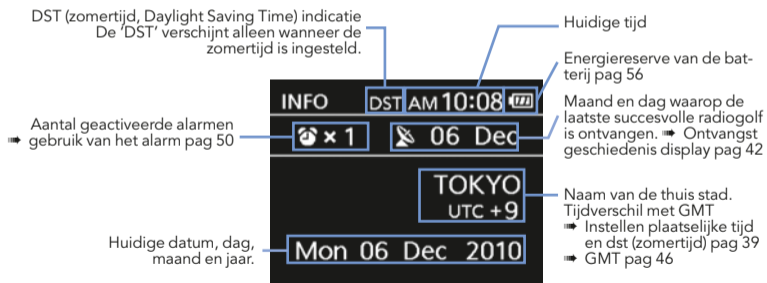 DST (zomertijd, Daylight Saving Time) indicatie
De 'DST' verschijnt alleen wanneer de
zomertijd is ingesteld.
Huidige tijd
Energiereserve van de bat-
terij pag 56
INFO DST AM 10:08
Maand en dag waarop de
laatste succesvolle radiogolf
is ontvangen. ➠ Ontvangst
geschiedenis display pag 42
Aantal geactiveerde alarmen
➠ gebruik van het alarm pag 50
× 1 06 Dec
TOKYO
UTC +9
Naam van de thuis stad.
Tijdverschil met GMT
➠ Instellen plaatselijke tijd
en dst (zomertijd) pag 39
➠ GMT pag 46
Huidige datum, dag,
maand en jaar.
Mon 06 Dec 2010